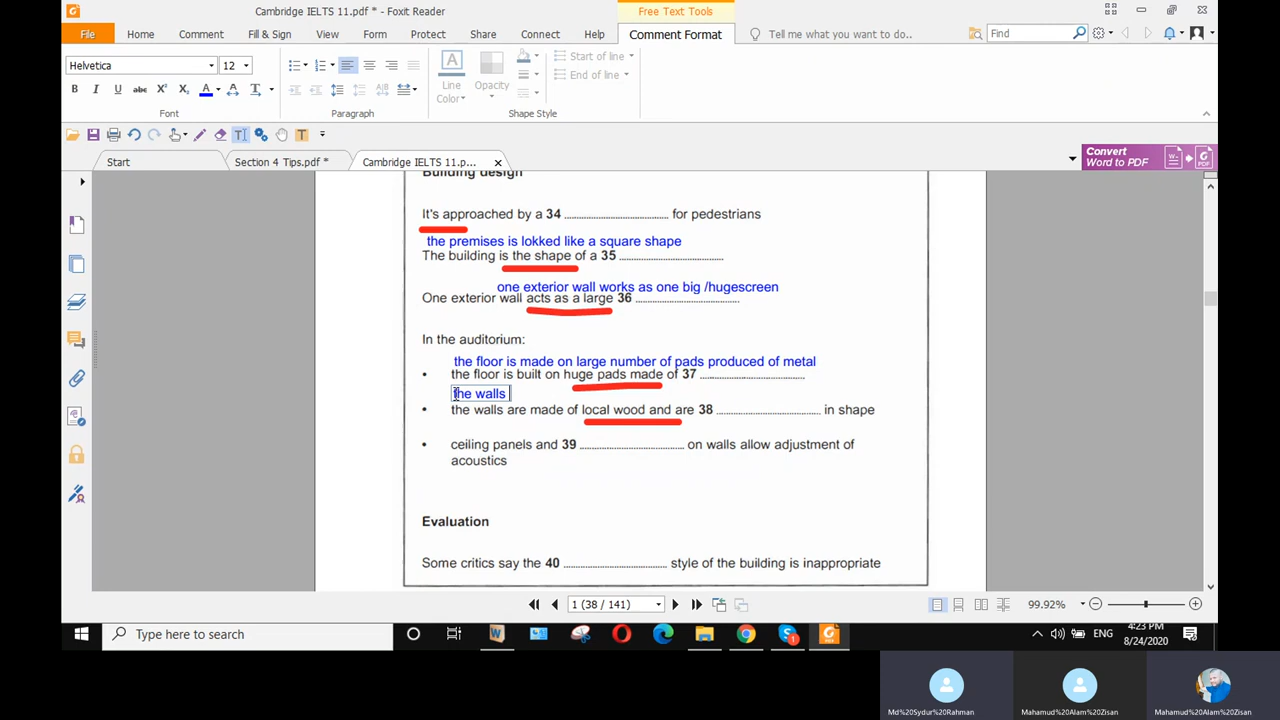 Cambridge IELTS 11.pdf * - Foxit Reader
Free Text Tools
File Home Comment Fill & Sign View Form Protect Share Connect Help Comment Format Tell me what you want to do.. Find
Helvetica 12
Line Color
Opacity
Start of line
End of line
Font Paragraph Shape Style
Start Section 4 Tips.pdf * Cambridge IELTS 11.p...
Convert Word to PDF
Building design
It's approached by a 34 ............................ for pedestrians
the premises is lokked like a square shape
The building is the shape of a 35 ............................
one exterior wall works as one big /hugescreen
One exterior wall acts as a large 36 ............................
In the auditorium:
the floor is made on large number of pads produced of metal
• the floor is built on huge pads made of 37 ............................
the walls
• the walls are made of local wood and are 38 ............................ in shape
• ceiling panels and 39 ............................ on walls allow adjustment of
acoustics
Evaluation
Some critics say the 40 ............................ style of the building is inappropriate
1 (38 / 141)
99.92%
Type here to search
ENG
4:23 PM
8/24/2020
Md%20Sydur%20Rahman
Mahamud%20Alam%20Zisan
Mahamud%20Alam%20Zisan